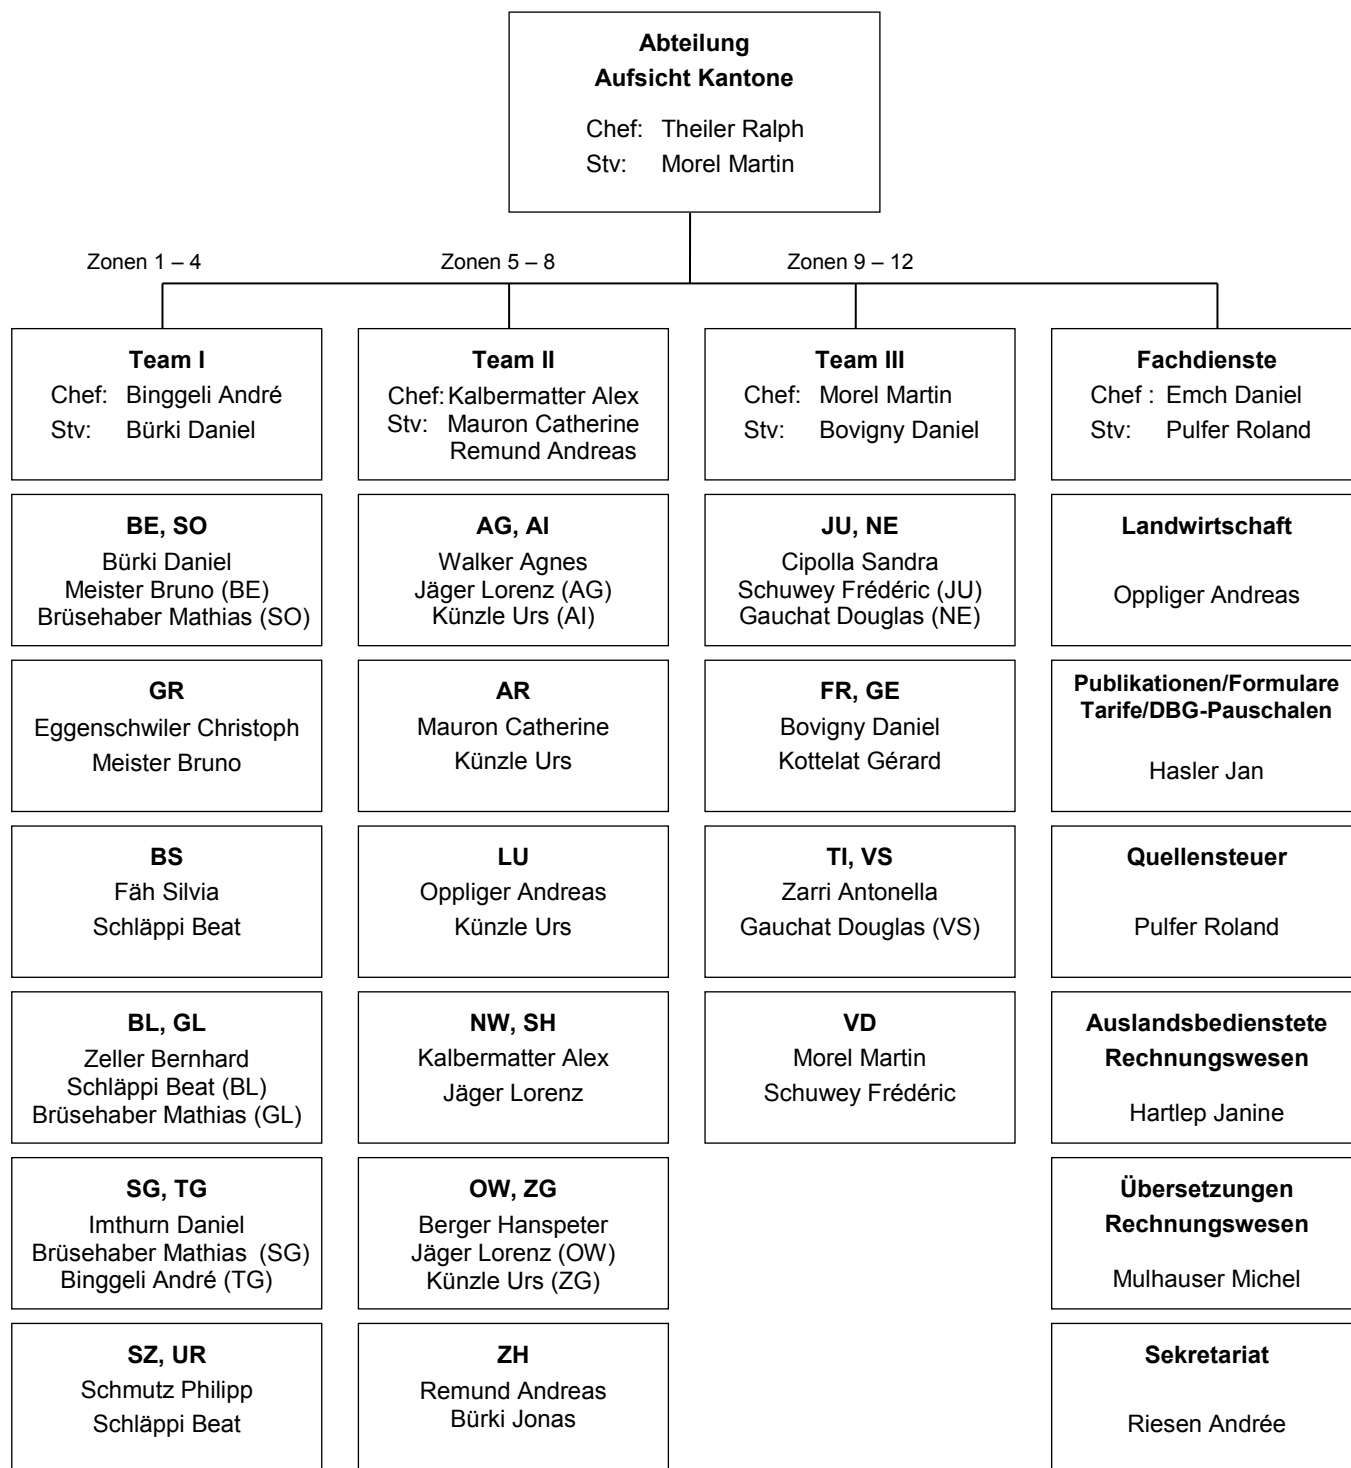 Abteilung
Aufsicht Kantone
Chef: Theiler Ralph
Stv: Morel Martin
Zonen 1 – 4
Zonen 5 – 8
Zonen 9 – 12
Team I
Chef: Binggeli André
Stv: Bürki Daniel
BE, SO
Bürki Daniel
Meister Bruno (BE)
Brüsehaber Mathias (SO)
GR
Eggenschwiler Christoph
Meister Bruno
BS
Fäh Silvia
Schläppi Beat
BL, GL
Zeller Bernhard
Schläppi Beat (BL)
Brüsehaber Mathias (GL)
SG, TG
Imthurn Daniel
Brüsehaber Mathias (SG)
Binggeli André (TG)
SZ, UR
Schmutz Philipp
Schläppi Beat
Team II
Chef: Kalbermatter Alex
Stv: Mauron Catherine
Remund Andreas
AG, AI
Walker Agnes
Jäger Lorenz (AG)
Künzle Urs (AI)
AR
Mauron Catherine
Künzle Urs
LU
Oppliger Andreas
Künzle Urs
NW, SH
Kalbermatter Alex
Jäger Lorenz
OW, ZG
Berger Hanspeter
Jäger Lorenz (OW)
Künzle Urs (ZG)
ZH
Remund Andreas
Bürki Jonas
Team III
Chef: Morel Martin
Stv: Bovigny Daniel
JU, NE
Cipolla Sandra
Schuwey Frédéric (JU)
Gauchat Douglas (NE)
FR, GE
Bovigny Daniel
Kottelat Gérard
TI, VS
Zarri Antonella
Gauchat Douglas (VS)
VD
Morel Martin
Schuwey Frédéric
Fachdienste
Chef : Emch Daniel
Stv: Pulfer Roland
Landwirtschaft
Oppliger Andreas
Publikationen/Formulare
Tarife/DBG-Pauschalen
Hasler Jan
Quellensteuer
Pulfer Roland
Auslandsbedienstete
Rechnungswesen
Hartlep Janine
Übersetzungen
Rechnungswesen
Mulhauser Michel
Sekretariat
Riesen Andrée